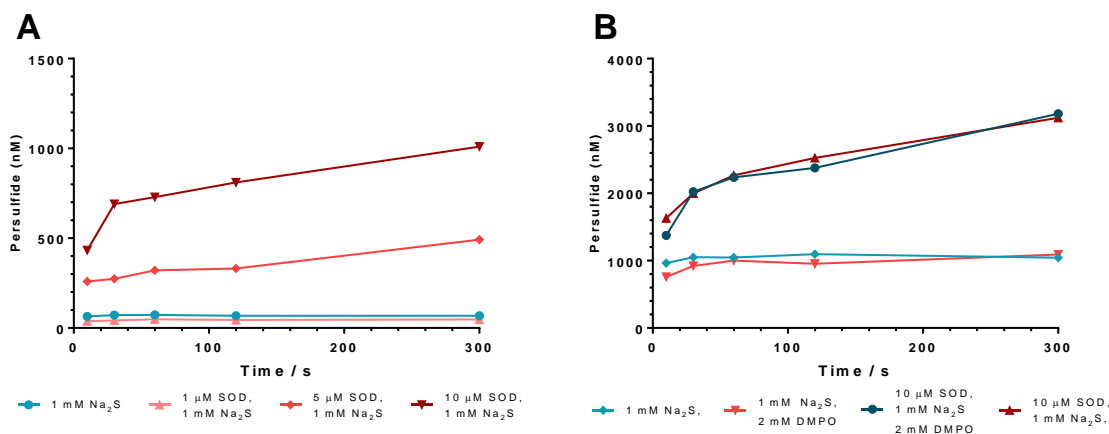 A
1500
1000
500
0
Persulfide (nM)
0
100
200
300
Time / s
1 mM Na₂S
1 μM SOD,
1 mM Na₂S
5 μM SOD,
1 mM Na₂S
10 μM SOD,
1 mM Na₂S
B
4000
3000
2000
1000
0
Persulfide (nM)
0
100
200
300
Time / s
1 mM Na₂S,
1 mM Na₂S,
2 mM DMPO
10 μM SOD,
1 mM Na₂S
2 mM DMPO
10 μM SOD,
1 mM Na₂S,